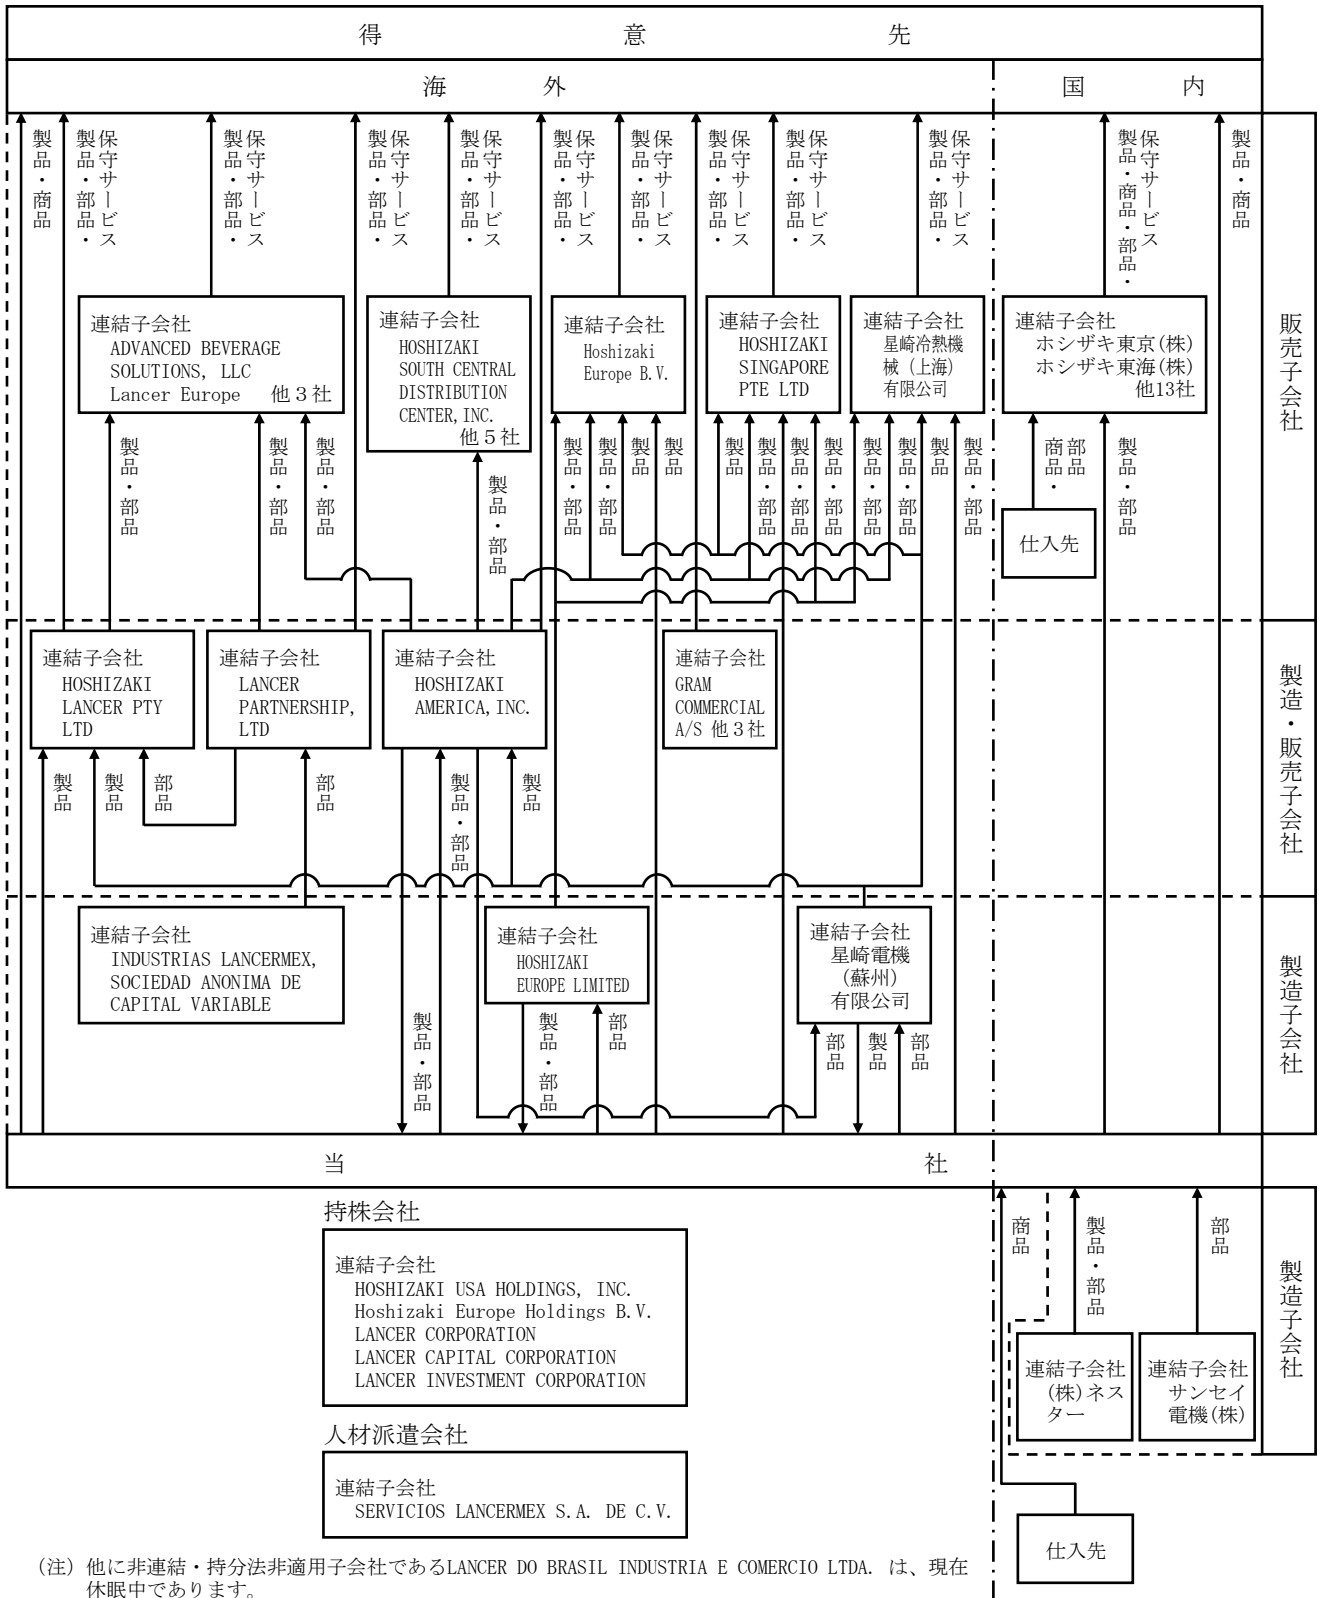 得意先
海外
国内
製品・商品
製品・部品・
保守サービス
製品・部品・
保守サービス
製品・部品・
保守サービス
製品・部品・
保守サービス
製品・部品・
保守サービス
製品・部品・
保守サービス
製品・部品・
保守サービス
製品・部品・
保守サービス
製品・部品・
保守サービス
製品・商品・部品・
保守サービス
製品・商品
販売子会社
連結子会社
ADVANCED BEVERAGE
SOLUTIONS, LLC
Lancer Europe 他３社
連結子会社
HOSHIZAKI
SOUTH CENTRAL
DISTRIBUTION
CENTER,INC.
他５社
連結子会社
Hoshizaki
Europe B.V.
連結子会社
HOSHIZAKI
SINGAPORE
PTE LTD
連結子会社
星崎冷熱機
械（上海）
有限公司
連結子会社
ホシザキ東京(株)
ホシザキ東海(株)
他13社
製品・部品
製品・部品
製品・部品
製品・部品
製品・部品
製品・部品
製品
製品
製品
製品・部品
製品・部品
製品・部品
製品・部品
製品・部品
製品
製品・部品
商品・
部品
製品・部品
仕入先
製造・販売子会社
連結子会社
HOSHIZAKI
LANCER PTY
LTD
連結子会社
LANCER
PARTNERSHIP,
LTD
連結子会社
HOSHIZAKI
AMERICA,INC.
連結子会社
GRAM
COMMERCIAL
A/S 他３社
製品
製品
部品
部品
製品・部品
製品
製造子会社
連結子会社
INDUSTRIAS LANCERMEX,
SOCIEDAD ANONIMA DE
CAPITAL VARIABLE
連結子会社
HOSHIZAKI
EUROPE LIMITED
連結子会社
星崎電機
（蘇州）
有限公司
製品・部品
製品・部品
部品
部品
製品
部品
当社
持株会社
連結子会社
HOSHIZAKI USA HOLDINGS, INC.
Hoshizaki Europe Holdings B.V.
LANCER CORPORATION
LANCER CAPITAL CORPORATION
LANCER INVESTMENT CORPORATION
人材派遣会社
連結子会社
SERVICIOS LANCERMEX S.A. DE C.V.
商品
製品・部品
部品
製造子会社
連結子会社
(株)ネス
ター
連結子会社
サンセイ
電機(株)
仕入先
（注）他に非連結・持分法非適用子会社であるLANCER DO BRASIL INDUSTRIA E COMERCIO LTDA. は、現在
休眠中であります。